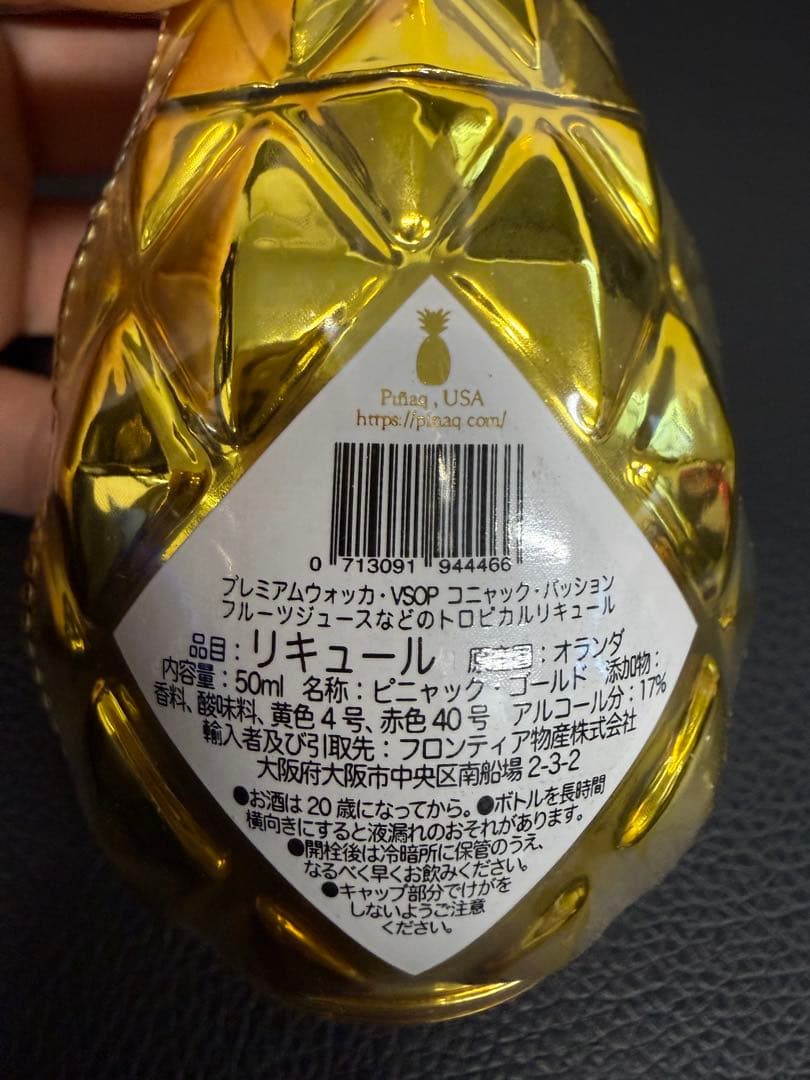 Piñaq , USA
https://pinaq.com/
0 713091 944466
プレミアムウォッカ・VSOP コニャック・パッション
フルーツジュースなどのトロピカルリキュール
品目：リキュール 原産国：オランダ
内容量：50ml 名称：ピニャック・ゴールド 添加物：
香料、酸味料、黄色4号、赤色40号 アルコール分：17%
輸入者及び引取先：フロンティア物産株式会社
大阪府大阪市中央区南船場 2-3-2
●お酒は20歳になってから。●ボトルを長時間
横向きにすると液漏れのおそれがあります。
●開栓後は冷暗所に保管のうえ、
なるべく早くお飲みください。
●キャップ部分でけがを
しないようご注意
ください。